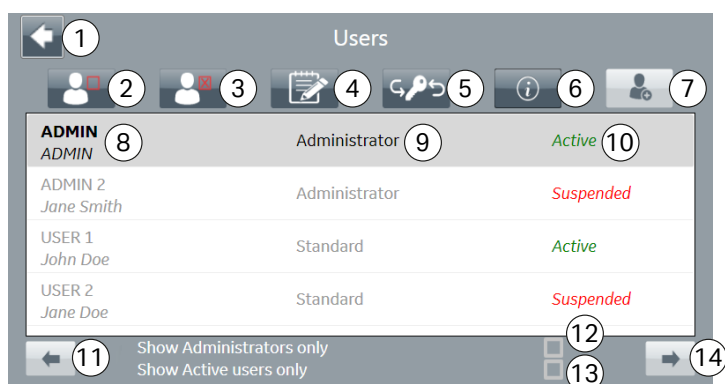 1 Users
2 3 4 5 i 6 7
ADMIN 8 Administrator 9 Active 10
ADMIN
ADMIN 2 Administrator Suspended
Jane Smith
USER 1 Standard Active
John Doe
USER 2 Standard Suspended
Jane Doe
12
11 Show Administrators only 14
Show Active users only 13